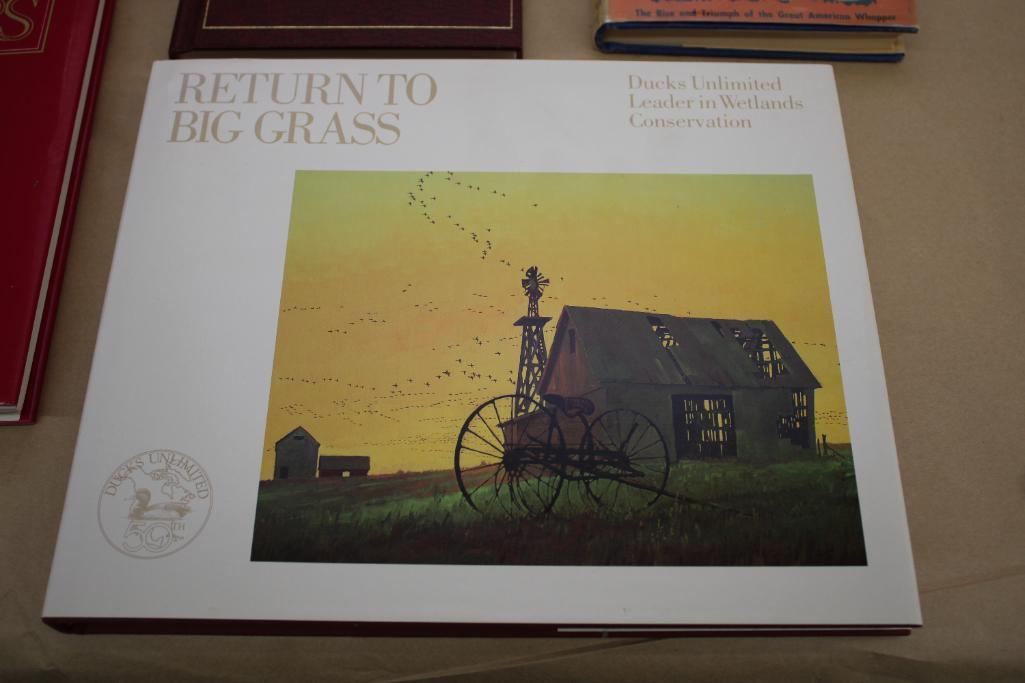 S
The Rise and Triumph of the Great American Whopper
RETURN TO
BIG GRASS
Ducks Unlimited
Leader in Wetlands
Conservation
DUCKS UNLIMITED
50TH